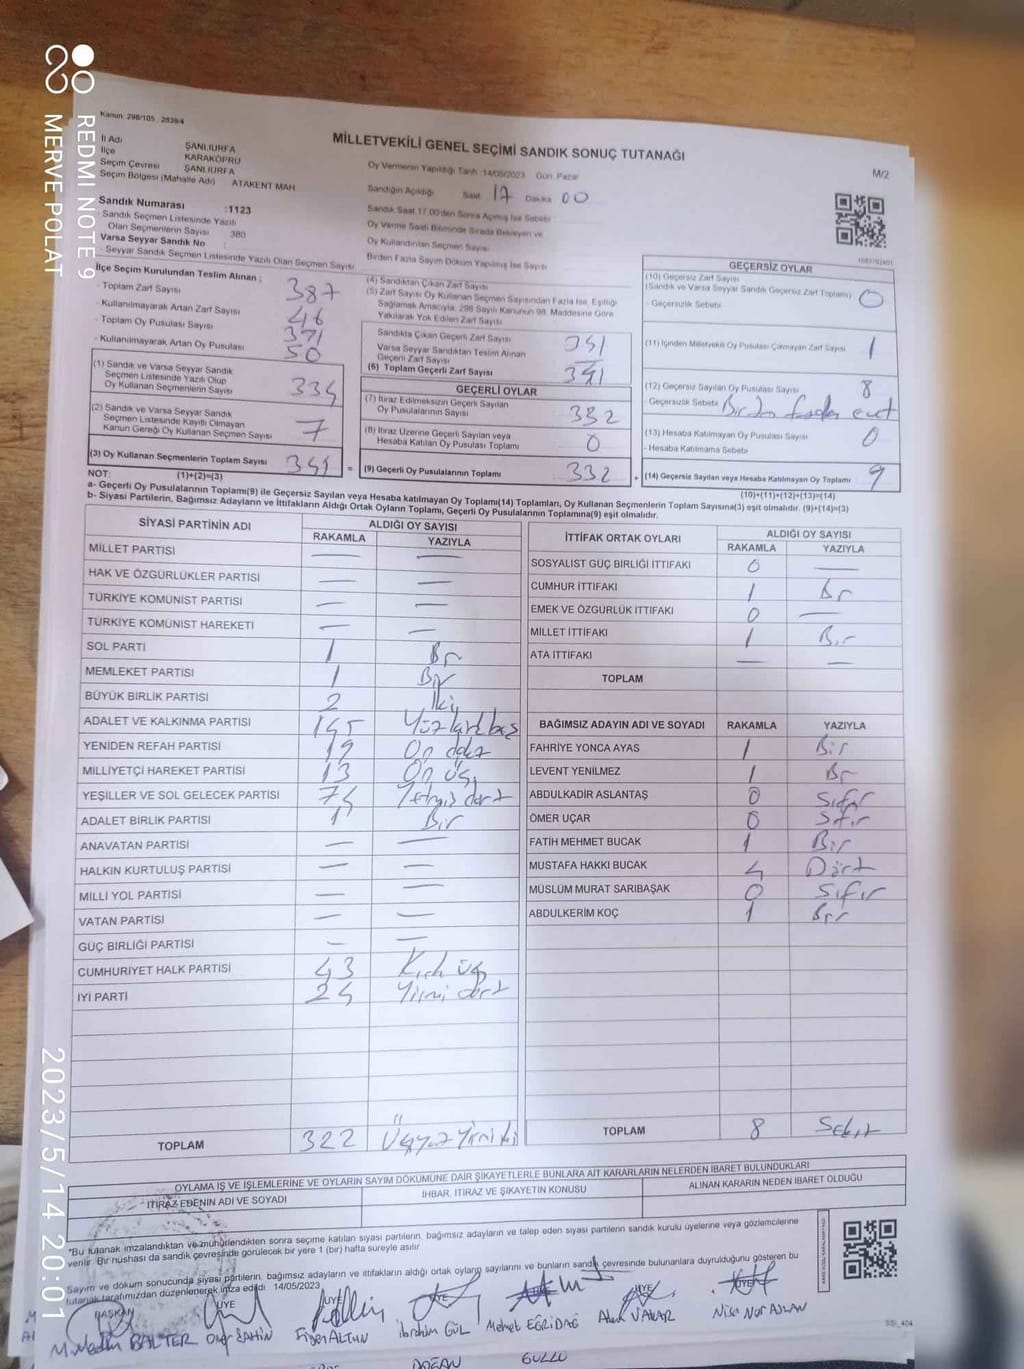 REDMI NOTE 9
MERVE POLAT
Kanun: 298/105 , 2839/4
MİLLETVEKİLİ GENEL SEÇİMİ SANDIK SONUÇ TUTANAĞI
M/2
İl Adı ŞANLIURFA
İlçe KARAKÖPRÜ
Seçim Çevresi ŞANLIURFA
Seçim Bölgesi (Mahalle Adı) ATAKENT MAH
Sandık Numarası :1123
- Sandık Seçmen Listesinde Yazılı
Olan Seçmenlerin Sayısı 380
Varsa Seyyar Sandık No
- Seyyar Sandık Seçmen Listesinde Yazılı Olan Seçmen Sayısı
Oy Vermenin Yapıldığı Tarih :14/05/2023 Gün Pazar
Sandığın Açıldığı Saat 17 Dakika 00
Sandık Saat 17.00'den Sonra Açılmış İse Sebebi
Oy Verme Saati Bitiminde Sırada Bekleyen ve
Oy Kullandırılan Seçmen Sayısı
Birden Fazla Sayım Döküm Yapılmış İse Sayısı
İlçe Seçim Kurulundan Teslim Alınan ;
- Toplam Zarf Sayısı 387
- Kullanılmayarak Artan Zarf Sayısı 46
- Toplam Oy Pusulası Sayısı 371
- Kullanılmayarak Artan Oy Pusulası 50
(1) Sandık ve Varsa Seyyar Sandık
Seçmen Listesinde Yazılı Olup
Oy Kullanan Seçmenlerin Sayısı 334
(2) Sandık ve Varsa Seyyar Sandık
Seçmen Listesinde Kayıtlı Olmayan
Kanun Gereği Oy Kullanan Seçmen Sayısı 7
(3) Oy Kullanan Seçmenlerin Toplam Sayısı 341 =
(4) Sandıktan Çıkan Zarf Sayısı
(5) Zarf Sayısı Oy Kullanan Seçmen Sayısından Fazla İse, Eşitliği
Sağlamak Amacıyla, 298 Sayılı Kanunun 98. Maddesine Göre
Yakılarak Yok Edilen Zarf Sayısı
Sandıkta Çıkan Geçerli Zarf Sayısı 341
Varsa Seyyar Sandıktan Teslim Alınan
Geçerli Zarf Sayısı
(6) Toplam Geçerli Zarf Sayısı 341
GEÇERLİ OYLAR
(7) İtiraz Edilmeksizin Geçerli Sayılan
Oy Pusulalarının Sayısı 332
(8) İtiraz Üzerine Geçerli Sayılan veya
Hesaba Katılan Oy Pusulası Toplamı 0
(9) Geçerli Oy Pusulalarının Toplamı 332 +
GEÇERSİZ OYLAR
(10) Geçersiz Zarf Sayısı
(Sandık ve Varsa Seyyar Sandık Geçersiz Zarf Toplamı) 0
- Geçersizlik Sebebi
(11) İçinden Milletvekili Oy Pusulası Çıkmayan Zarf Sayısı 1
(12) Geçersiz Sayılan Oy Pusulası Sayısı 8
- Geçersizlik Sebebi
(13) Hesaba Katılmayan Oy Pusulası Sayısı 0
- Hesaba Katılmama Sebebi
(14) Geçersiz Sayılan veya Hesaba Katılmayan Oy Toplamı 9
NOT: (1)+(2)=(3) (10)+(11)+(12)+(13)=(14)
a- Geçerli Oy Pusulalarının Toplamı(9) ile Geçersiz Sayılan veya Hesaba katılmayan Oy Toplamı(14) Toplamları, Oy Kullanan Seçmenlerin Toplam Sayısına(3) eşit olmalıdır. (9)+(14)=(3)
b- Siyasi Partilerin, Bağımsız Adayların ve İttifakların Aldığı Ortak Oyların Toplamı, Geçerli Oy Pusulalarının Toplamına(9) eşit olmalıdır.
SİYASİ PARTİNİN ADI ALDIĞI OY SAYISI
RAKAMLA YAZIYLA
MİLLET PARTİSI — —
HAK VE ÖZGÜRLÜKLER PARTİSI — —
TÜRKİYE KOMÜNİST PARTİSI — —
TÜRKİYE KOMÜNİST HAREKETİ — —
SOL PARTİ 1 Bir
MEMLEKET PARTİSI 1 Bir
BÜYÜK BİRLİK PARTİSI 2 İki
ADALET VE KALKINMA PARTİSI 145 Yüzkırkbeş
YENİDEN REFAH PARTİSI 19 On dokuz
MİLLİYETÇİ HAREKET PARTİSI 13 On üç
YEŞİLLER VE SOL GELECEK PARTİSI 74 Yetmiş dört
ADALET BİRLİK PARTİSI 1 Bir
ANAVATAN PARTİSI — —
HALKIN KURTULUŞ PARTİSI — —
MİLLİ YOL PARTİSI — —
VATAN PARTİSI — —
GÜÇ BİRLİĞİ PARTİSI — —
CUMHURİYET HALK PARTİSI 43 Kırk üç
İYİ PARTİ 24 Yirmi dört
TOPLAM 322 Üçyüz Yirmi iki
İTTİFAK ORTAK OYLARI ALDIĞI OY SAYISI
RAKAMLA YAZIYLA
SOSYALİST GÜÇ BİRLİĞİ İTTİFAKI 0 —
CUMHUR İTTİFAKI 1 Bir
EMEK VE ÖZGÜRLÜK İTTİFAKI 0 —
MİLLET İTTİFAKI 1 Bir
ATA İTTİFAKI — —
TOPLAM
BAĞIMSIZ ADAYIN ADI VE SOYADI RAKAMLA YAZIYLA
FAHRİYE YONCA AYAS 1 Bir
LEVENT YENİLMEZ 1 Bir
ABDULKADİR ASLANTAŞ 0 Sıfır
ÖMER UÇAR 0 Sıfır
FATİH MEHMET BUCAK 1 Bir
MUSTAFA HAKKI BUCAK 4 Dört
MÜSLÜM MURAT SARIBAŞAK 0 Sıfır
ABDULKERİM KOÇ 1 Bir
TOPLAM 8 Sekiz
OYLAMA İŞ VE İŞLEMLERİNE VE OYLARIN SAYIM DÖKÜMÜNE DAİR ŞİKAYETLERLE BUNLARA AİT KARARLARIN NELERDEN İBARET BULUNDUKLARI
İTİRAZ EDENİN ADI VE SOYADI İHBAR, İTİRAZ VE ŞİKAYETİN KONUSU ALINAN KARARIN NEDEN İBARET OLDUĞU
*Bu tutanak imzalandıktan ve mühürlendikten sonra seçime katılan siyasi partilerin, bağımsız adayların ve talep eden siyasi partilerin sandık kurulu üyelerine veya gözlemcilerine
verilir. Bir nüshası da sandık çevresinde görülecek bir yere 1 (bir) hafta süreyle asılır.
Sayım ve döküm sonucunda siyasi partilerin, bağımsız adayların ve ittifakların aldığı ortak oyların sayılarını ve bunların sandık çevresinde bulunanlara duyrulduğunu gösteren bu
tutanak tarafımızdan düzenlenerek imza edildi 14/05/2023
BAŞKAN ÜYE ÜYE ÜYE ÜYE ÜYE
BALTER ŞAHİN ALTUN İbrahim GÜL Mehmet EĞRİDAĞ Nisa Nur ASLAN
DOĞAN GÜLLÜ
2023/5/14 20:01